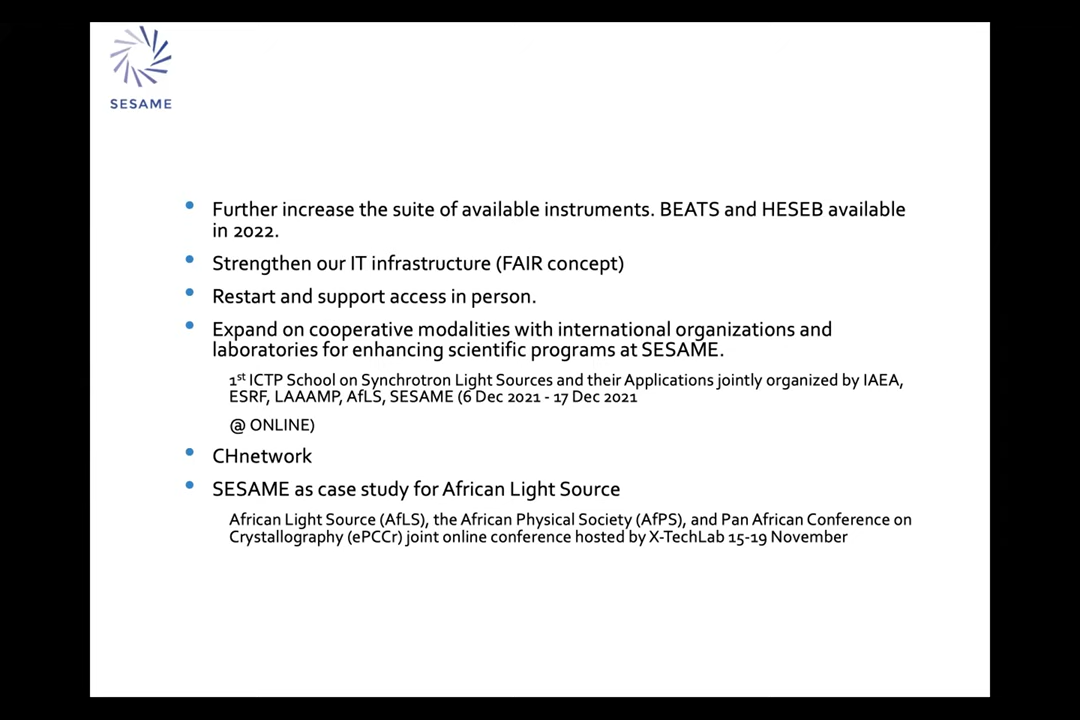 SESAME
• Further increase the suite of available instruments. BEATS and HESEB available
in 2022.
• Strengthen our IT infrastructure (FAIR concept)
• Restart and support access in person.
• Expand on cooperative modalities with international organizations and
laboratories for enhancing scientific programs at SESAME.
1st ICTP School on Synchrotron Light Sources and their Applications jointly organized by IAEA,
ESRF, LAAAMP, AfLS, SESAME (6 Dec 2021 - 17 Dec 2021
@ ONLINE)
• CHnetwork
• SESAME as case study for African Light Source
African Light Source (AfLS), the African Physical Society (AfPS), and Pan African Conference on
Crystallography (ePCCr) joint online conference hosted by X-TechLab 15-19 November